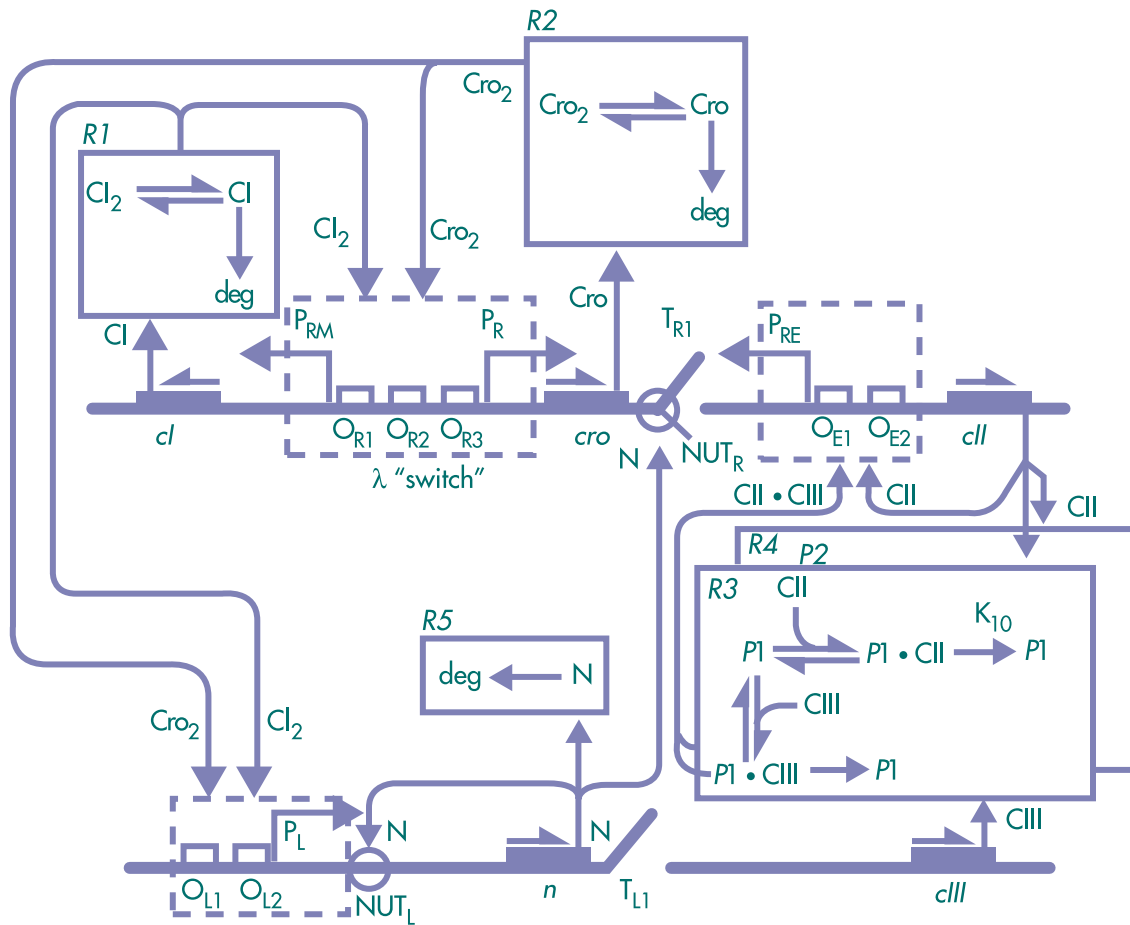 R2
Cro2
Cro2 Cro
R1
CI2 CI
deg
CI2
Cro2
deg
CI
Cro
PRM
PR
TR1
PRE
OR1 OR2 OR3
OE1 OE2
cI
cro
cII
λ “switch”
N
NUTR
CII • CIII
CII
CII
R4
P2
R3
CII
K10
P1
P1 • CII
P1
CIII
P1 • CIII
P1
R5
deg N
Cro2
CI2
PL
N
N
CIII
OL1 OL2
n
TL1
cIII
NUTL